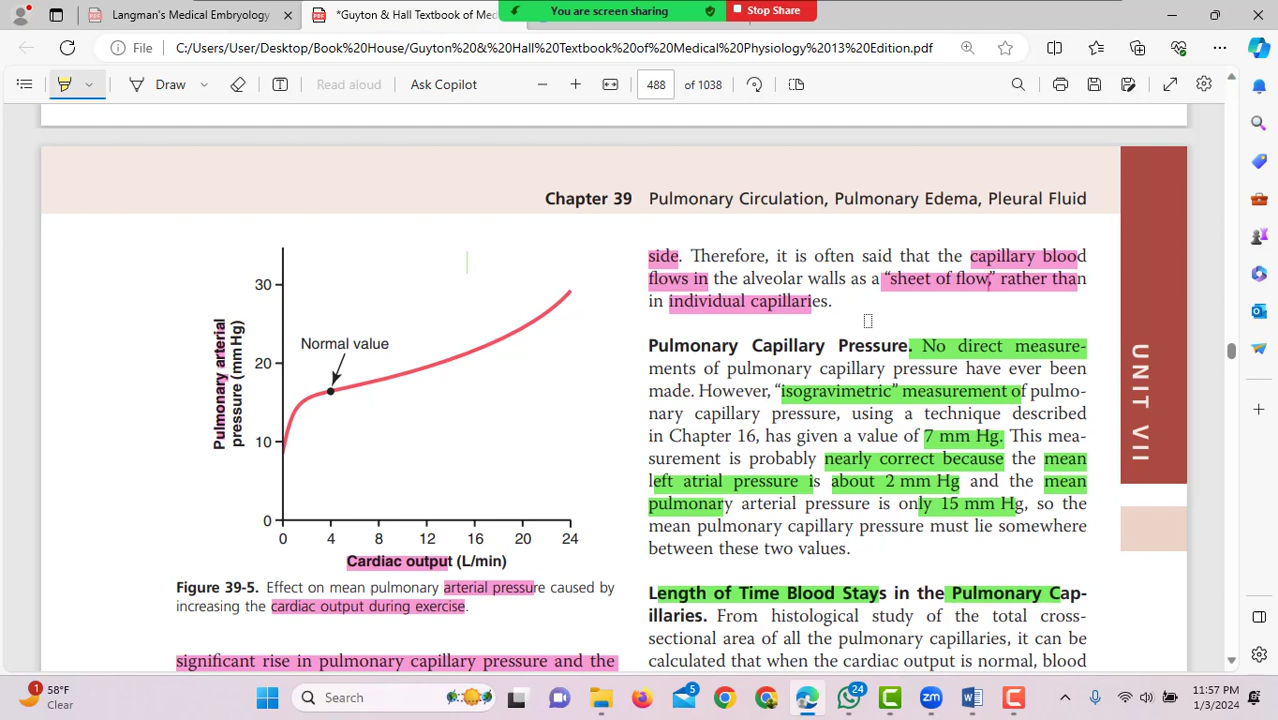 Langman's Medical Embryology
*Guyton & Hall Textbook of Med
You are screen sharing
Stop Share
File
C:/Users/User/Desktop/Book%20House/Guyton%20&%20Hall%20Textbook%20of%20Medical%20Physiology%2013%20Edition.pdf
Draw
Read aloud
Ask Copilot
488
of 1038
Chapter 39 Pulmonary Circulation, Pulmonary Edema, Pleural Fluid
30
20
10
0
Pulmonary arterial
pressure (mm Hg)
Normal value
0 4 8 12 16 20 24
Cardiac output (L/min)
Figure 39-5. Effect on mean pulmonary arterial pressure caused by
increasing the cardiac output during exercise.
significant rise in pulmonary capillary pressure and the
side. Therefore, it is often said that the capillary blood
flows in the alveolar walls as a “sheet of flow,” rather than
in individual capillaries.
Pulmonary Capillary Pressure. No direct measure-
ments of pulmonary capillary pressure have ever been
made. However, “isogravimetric” measurement of pulmo-
nary capillary pressure, using a technique described
in Chapter 16, has given a value of 7 mm Hg. This mea-
surement is probably nearly correct because the mean
left atrial pressure is about 2 mm Hg and the mean
pulmonary arterial pressure is only 15 mm Hg, so the
mean pulmonary capillary pressure must lie somewhere
between these two values.
Length of Time Blood Stays in the Pulmonary Cap-
illaries. From histological study of the total cross-
sectional area of all the pulmonary capillaries, it can be
calculated that when the cardiac output is normal, blood
UNIT VII
1
58°F
Clear
Search
5
24
zm
11:57 PM
1/3/2024